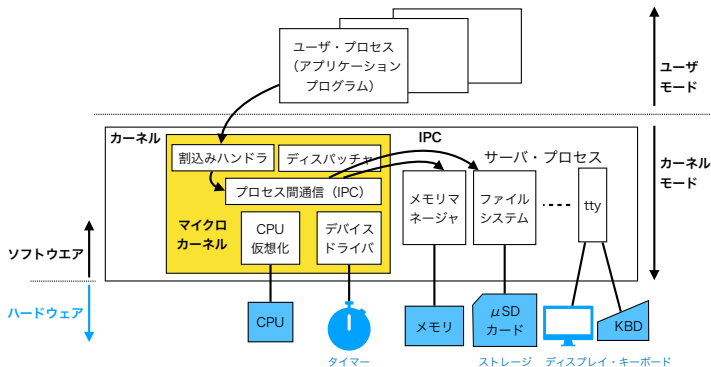 ユーザ・プロセス
（アプリケーション
プログラム）
ユーザ
モード
カーネル
IPC
割込みハンドラ
ディスパッチャ
サーバ・プロセス
カーネル
モード
プロセス間通信（IPC）
メモリマ
ネージャ
ファイル
システム
tty
マイクロ
カーネル
CPU
仮想化
デバイス
ドライバ
ソフトウエア
ハードウェア
CPU
メモリ
μSD
カード
KBD
タイマー
ストレージ
ディスプレイ・キーボード